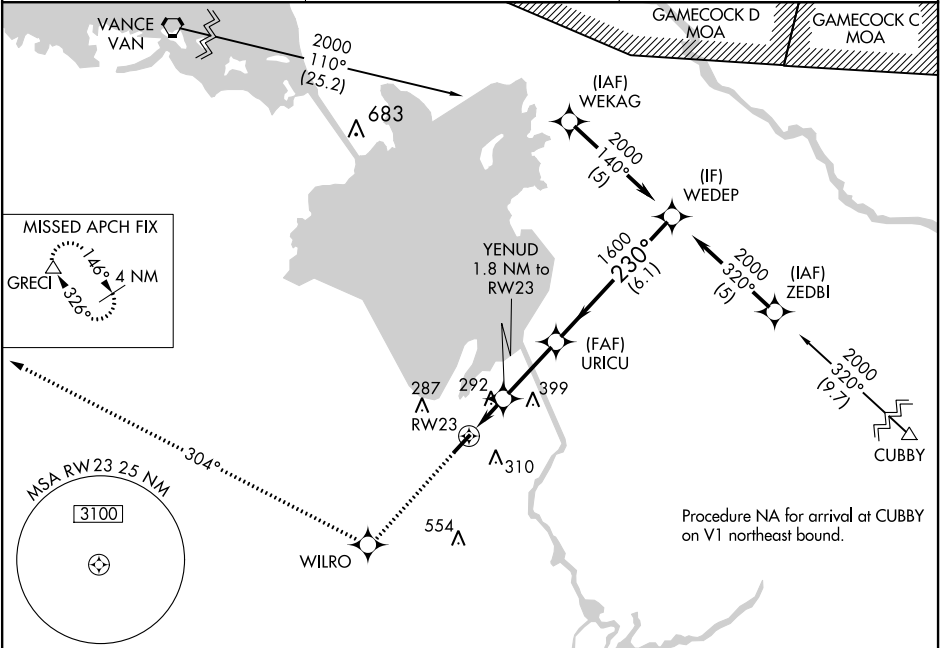 VANCE
VAN
2000
110°
(25.2)
GAMECOCK D
MOA
GAMECOCK C
MOA
683
(IAF)
WEKAG
2000
140°
(5)
(IF)
WEDEP
MISSED APCH FIX
GRECI
146°
326°
4 NM
YENUD
1.8 NM to
RW23
1600
230°
(6.1)
2000
320°
(5)
(IAF)
ZEDBI
(FAF)
URICU
2000
320°
(9.7)
CUBBY
287
292
399
RW23
310
304°
554
WILRO
MSA RW23 25 NM
3100
Procedure NA for arrival at CUBBY
on V1 northeast bound.